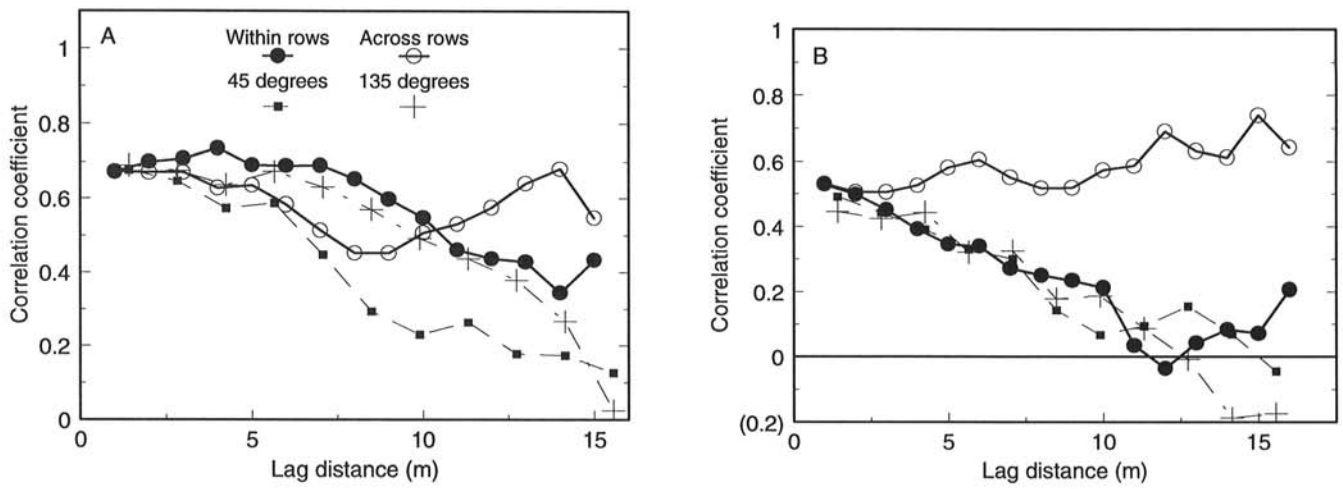 A
Within rows Across rows
45 degrees 135 degrees
1
0.8
0.6
0.4
0.2
0
0 5 10 15
Correlation coefficient
Lag distance (m)
B
1
0.8
0.6
0.4
0.2
0
(0.2)
0 5 10 15
Correlation coefficient
Lag distance (m)